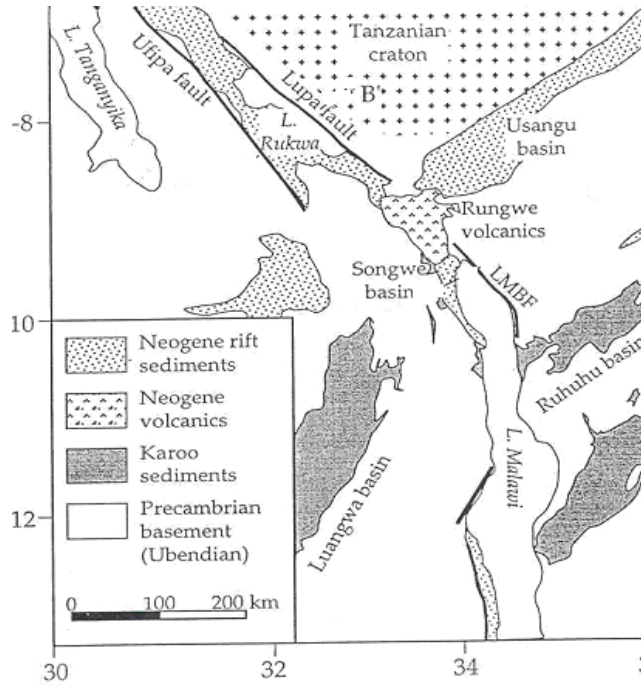 Tanzanian
craton
B'
L. Tanganyika
Ufipa fault
Lupa fault
L.
Rukwa
Usangu
basin
Rungwe
volcanics
Songwe
basin
LMBF
Ruhuhu basin
L. Malawi
Luangwa basin
-8
10
12
Neogene rift
sediments
Neogene
volcanics
Karoo
sediments
Precambrian
basement
(Ubendian)
0 100 200 km
30 32 34